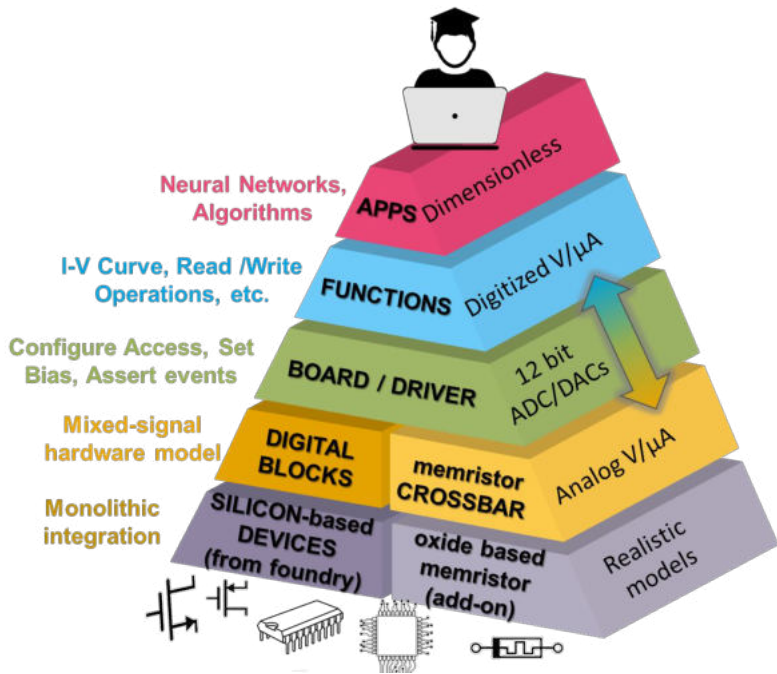 Neural Networks,
Algorithms
APPS
Dimensionless
I-V Curve, Read /Write
Operations, etc.
FUNCTIONS
Digitized V/µA
Configure Access, Set
Bias, Assert events
BOARD / DRIVER
12 bit
ADC/DACs
Mixed-signal
hardware model
DIGITAL
BLOCKS
memristor
CROSSBAR
Analog V/µA
Monolithic
integration
SILICON-based
DEVICES
(from foundry)
oxide based
memristor
(add-on)
Realistic
models